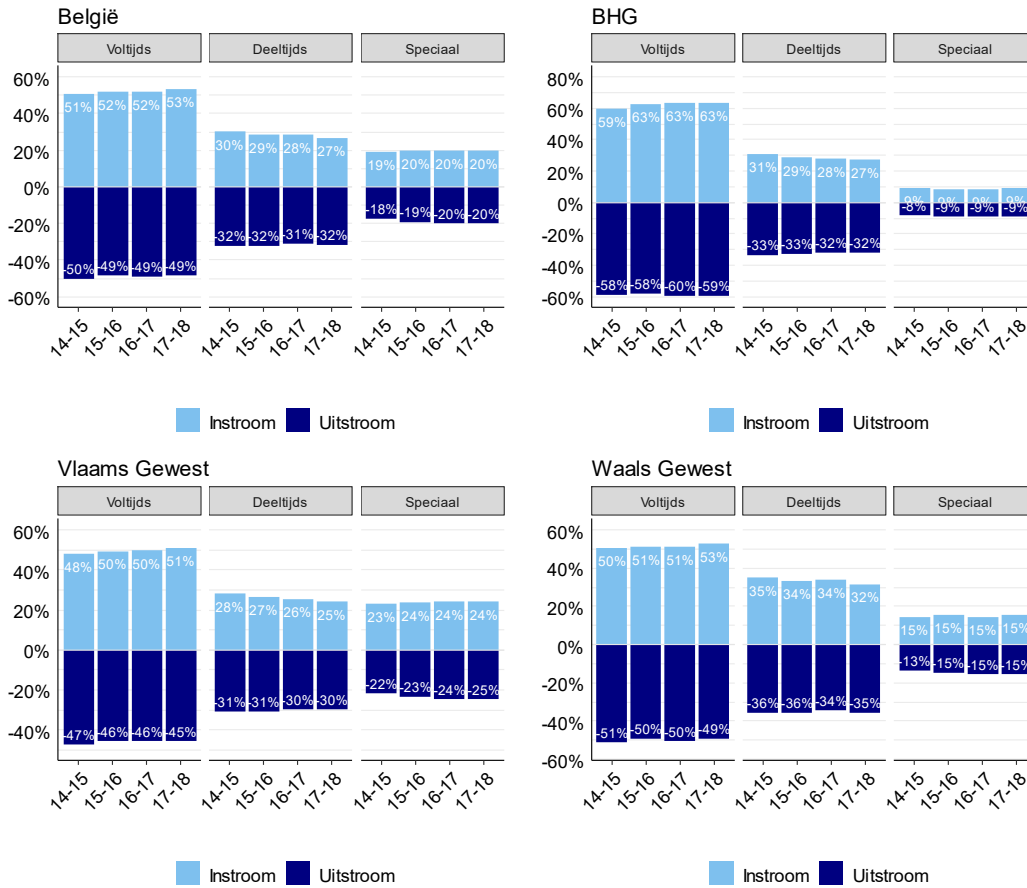 België
Voltijds Deeltijds Speciaal
60%
40%
20%
0%
-20%
-40%
-60%
51% 52% 52% 53%
30% 29% 28% 27%
19% 20% 20% 20%
-50% -49% -49% -49%
-32% -32% -31% -32%
-18% -19% -20% -20%
14-15 15-16 16-17 17-18 14-15 15-16 16-17 17-18 14-15 15-16 16-17 17-18
Instroom Uitstroom
BHG
Voltijds Deeltijds Speciaal
80%
60%
40%
20%
0%
-20%
-40%
-60%
59% 63% 63% 63%
31% 29% 28% 27%
9% 9% 9% 9%
-58% -58% -60% -59%
-33% -33% -32% -32%
-8% -9% -9% -9%
14-15 15-16 16-17 17-18 14-15 15-16 16-17 17-18 14-15 15-16 16-17 17-18
Instroom Uitstroom
Vlaams Gewest
Voltijds Deeltijds Speciaal
60%
40%
20%
0%
-20%
-40%
48% 50% 50% 51%
28% 27% 26% 25%
23% 24% 24% 24%
-47% -46% -46% -45%
-31% -31% -30% -30%
-22% -23% -24% -25%
14-15 15-16 16-17 17-18 14-15 15-16 16-17 17-18 14-15 15-16 16-17 17-18
Instroom Uitstroom
Waals Gewest
Voltijds Deeltijds Speciaal
60%
40%
20%
0%
-20%
-40%
-60%
50% 51% 51% 53%
35% 34% 34% 32%
15% 15% 15% 15%
-51% -50% -50% -49%
-36% -36% -34% -35%
-13% -15% -15% -15%
14-15 15-16 16-17 17-18 14-15 15-16 16-17 17-18 14-15 15-16 16-17 17-18
Instroom Uitstroom